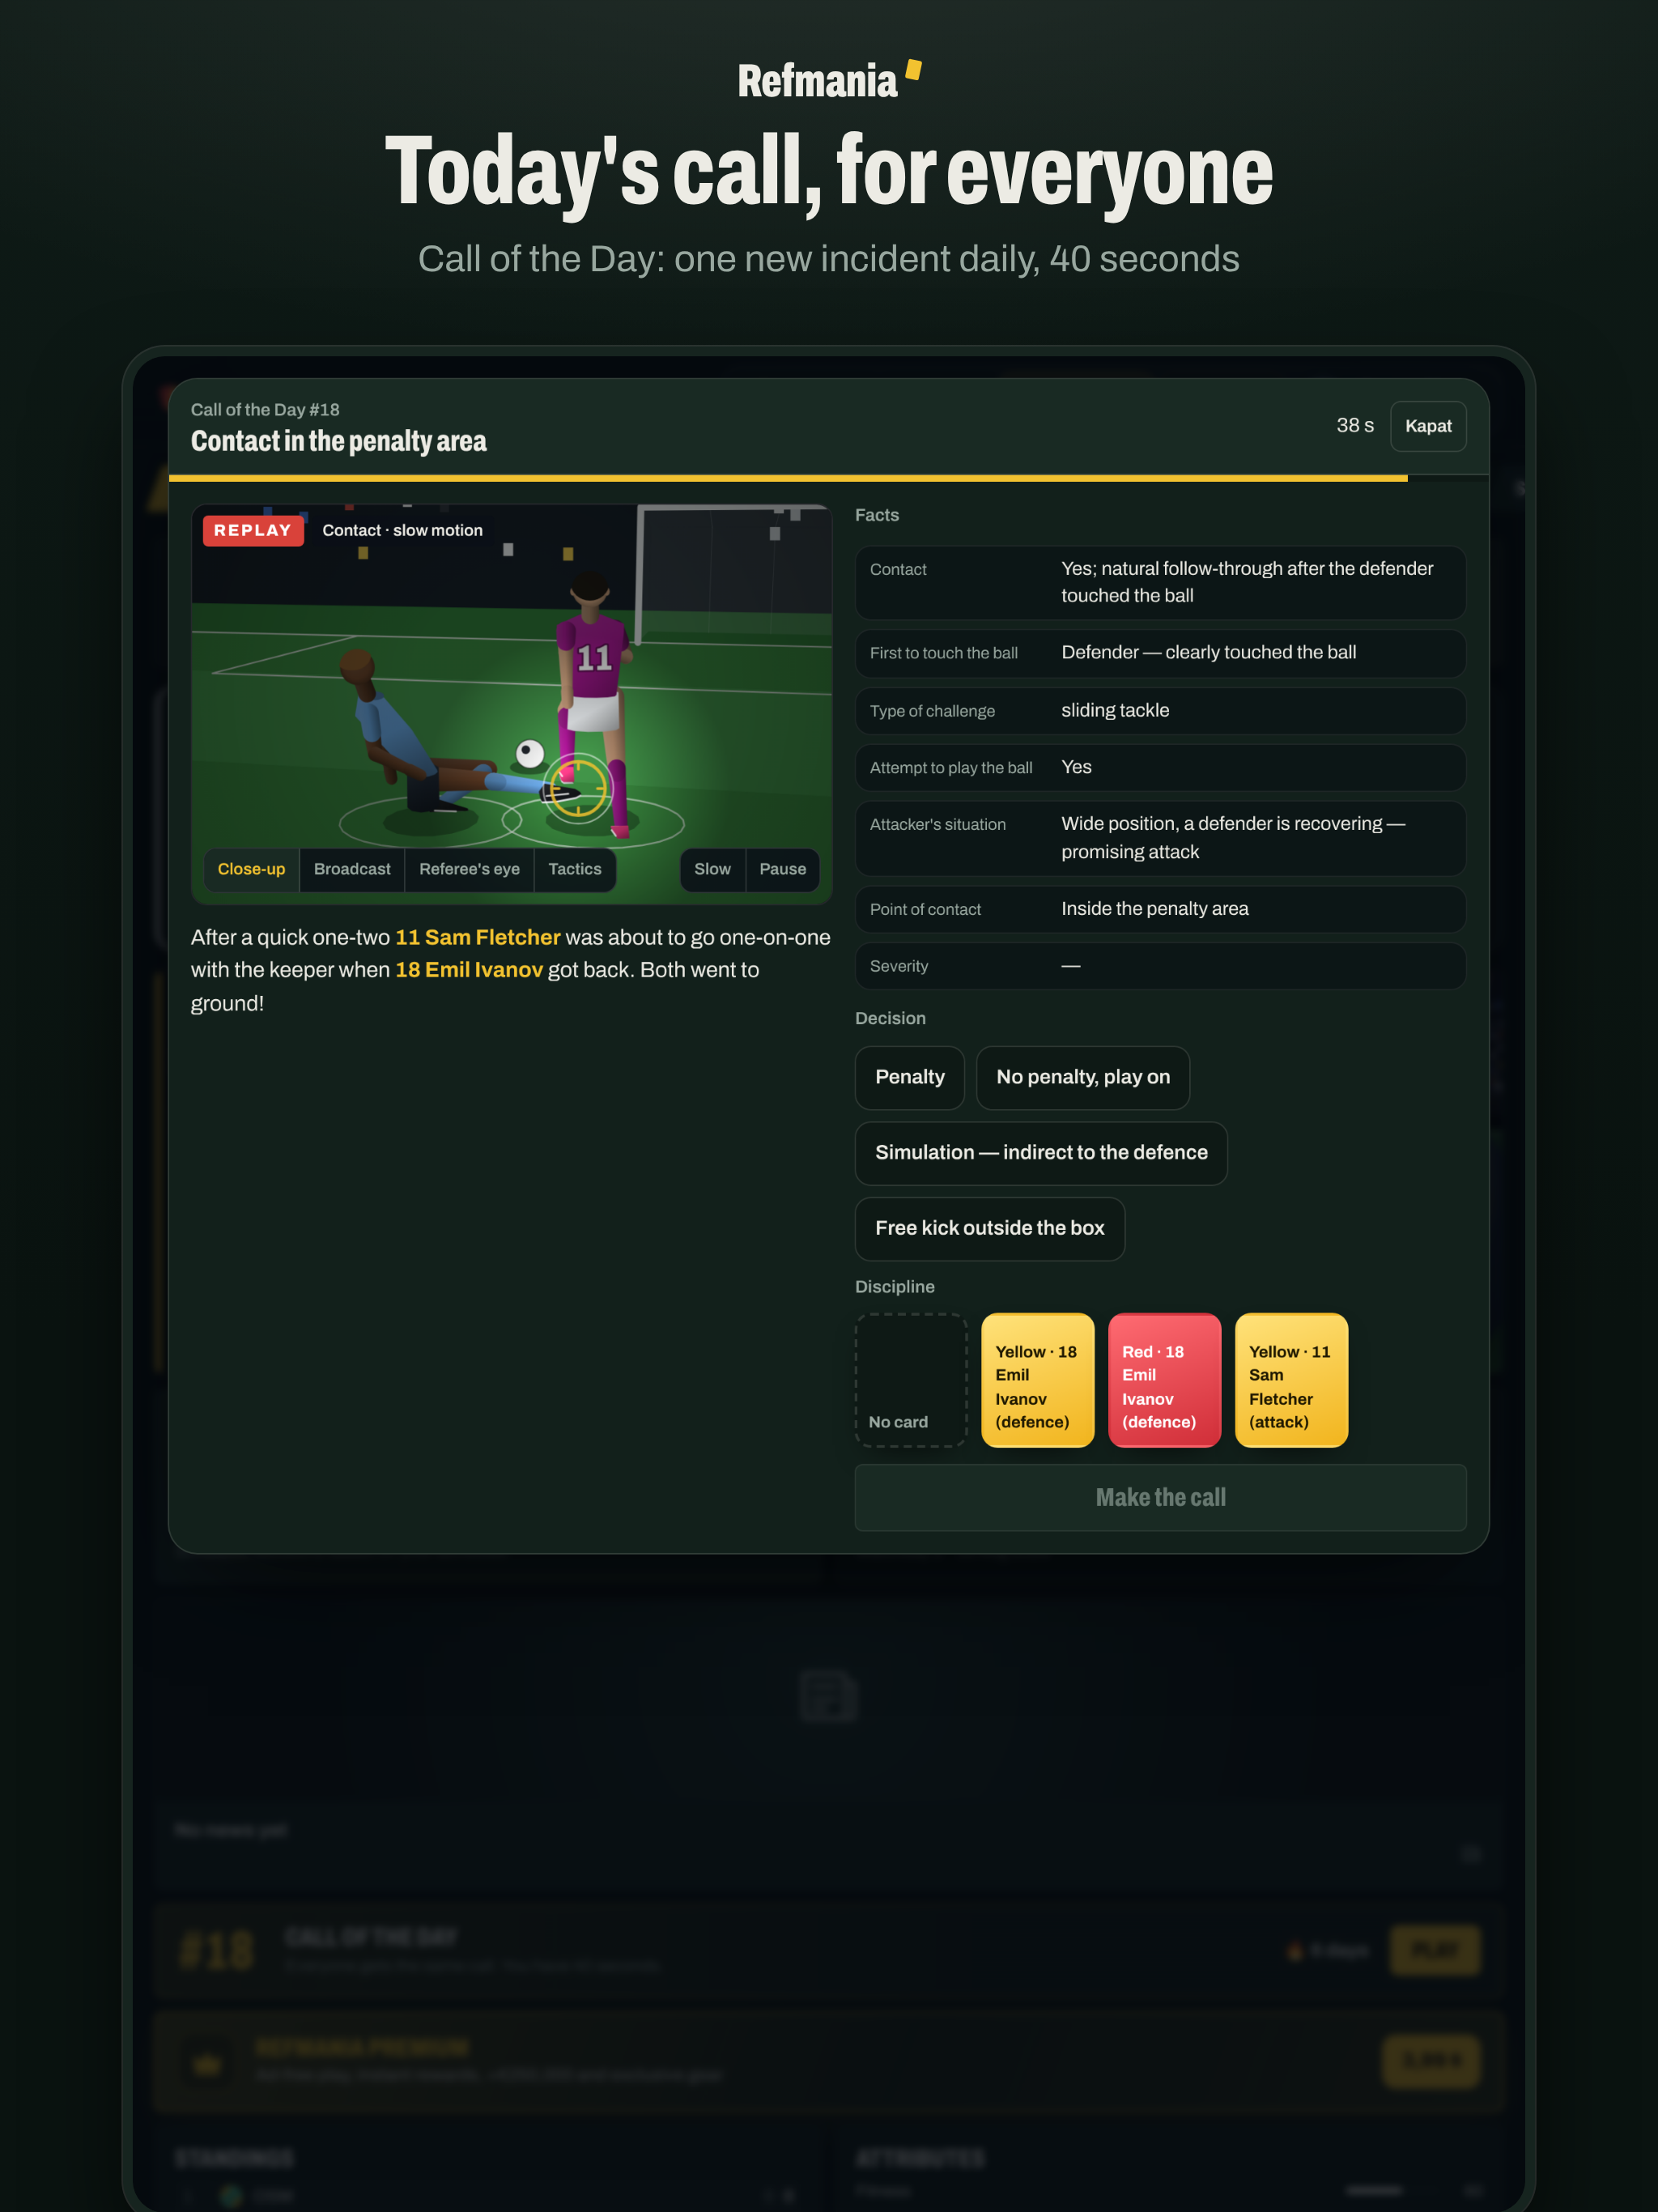 Refmania
Today's call, for everyone
Call of the Day: one new incident daily, 40 seconds
Call of the Day #18
Contact in the penalty area
38 s
Kapat
REPLAY
Contact · slow motion
11
Close-up
Broadcast
Referee's eye
Tactics
Slow
Pause
After a quick one-two 11 Sam Fletcher was about to go one-on-one
with the keeper when 18 Emil Ivanov got back. Both went to
ground!
Facts
Contact
Yes; natural follow-through after the defender
touched the ball
First to touch the ball
Defender — clearly touched the ball
Type of challenge
sliding tackle
Attempt to play the ball
Yes
Attacker's situation
Wide position, a defender is recovering —
promising attack
Point of contact
Inside the penalty area
Severity
—
Decision
Penalty
No penalty, play on
Simulation — indirect to the defence
Free kick outside the box
Discipline
No card
Yellow · 18
Emil
Ivanov
(defence)
Red · 18
Emil
Ivanov
(defence)
Yellow · 11
Sam
Fletcher
(attack)
Make the call
No news yet
#18
CALL OF THE DAY
PLAY
REFMANIA PREMIUM
STANDINGS
ATTRIBUTES